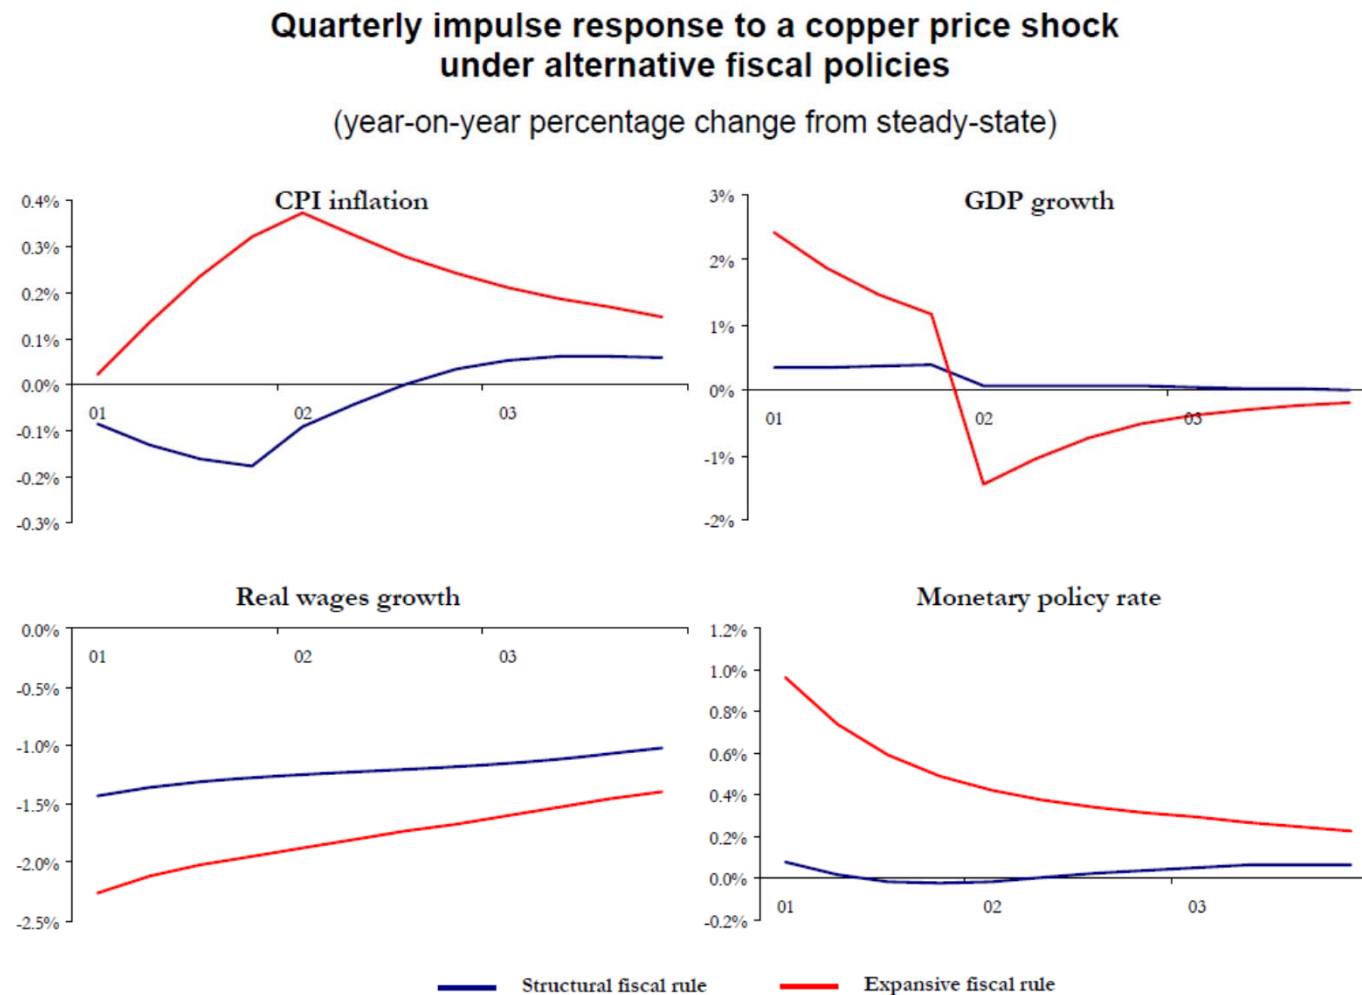 Quarterly impulse response to a copper price shock
under alternative fiscal policies
(year-on-year percentage change from steady-state)
CPI inflation
0.4%
0.3%
0.2%
0.1%
0.0%
-0.1%
-0.2%
-0.3%
01 02 03
GDP growth
3%
2%
1%
0%
-1%
-2%
01 02 03
Real wages growth
0.0%
-0.5%
-1.0%
-1.5%
-2.0%
-2.5%
01 02 03
Monetary policy rate
1.2%
1.0%
0.8%
0.6%
0.4%
0.2%
0.0%
-0.2%
01 02 03
Structural fiscal rule Expansive fiscal rule